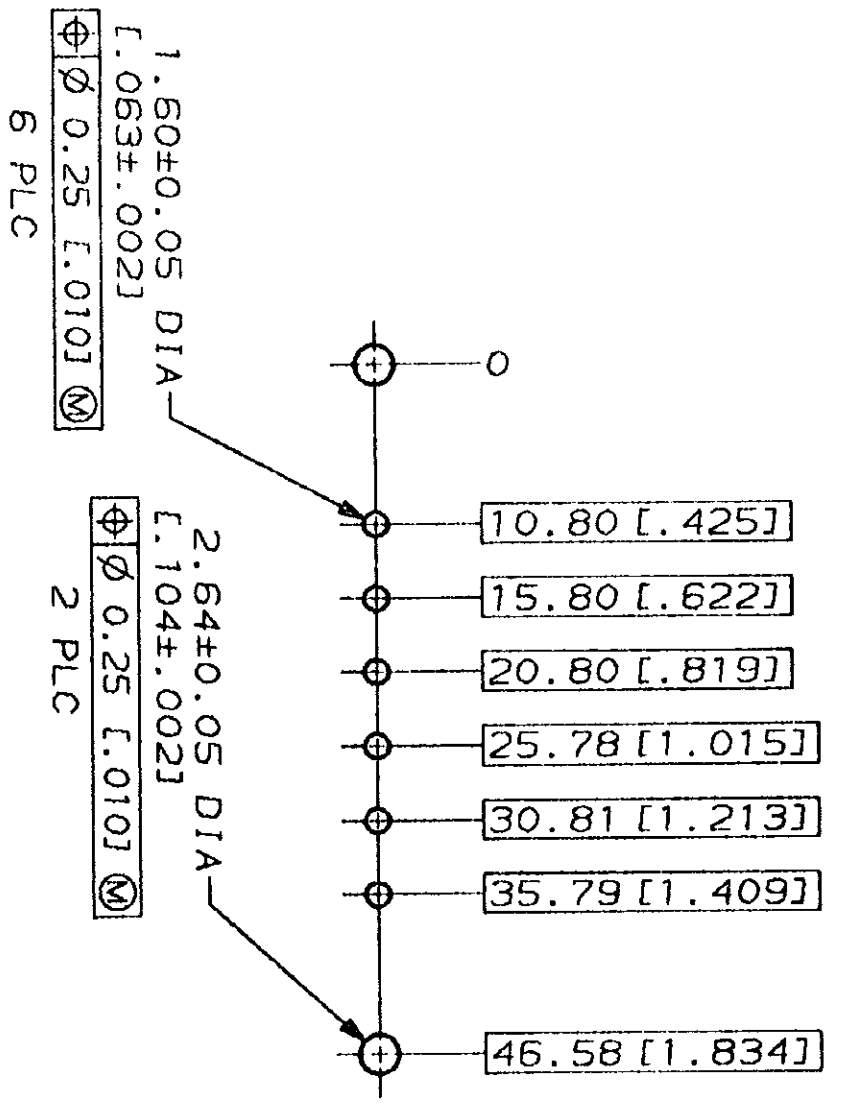 1.60±0.05 DIA
[.063±.002]
⌖ Ø 0.25 [.010] Ⓜ
6 PLC
2.64±0.05 DIA
[.104±.002]
⌖ Ø 0.25 [.010] Ⓜ
2 PLC
0
10.80 [.425]
15.80 [.622]
20.80 [.819]
25.78 [1.015]
30.81 [1.213]
35.79 [1.409]
46.58 [1.834]